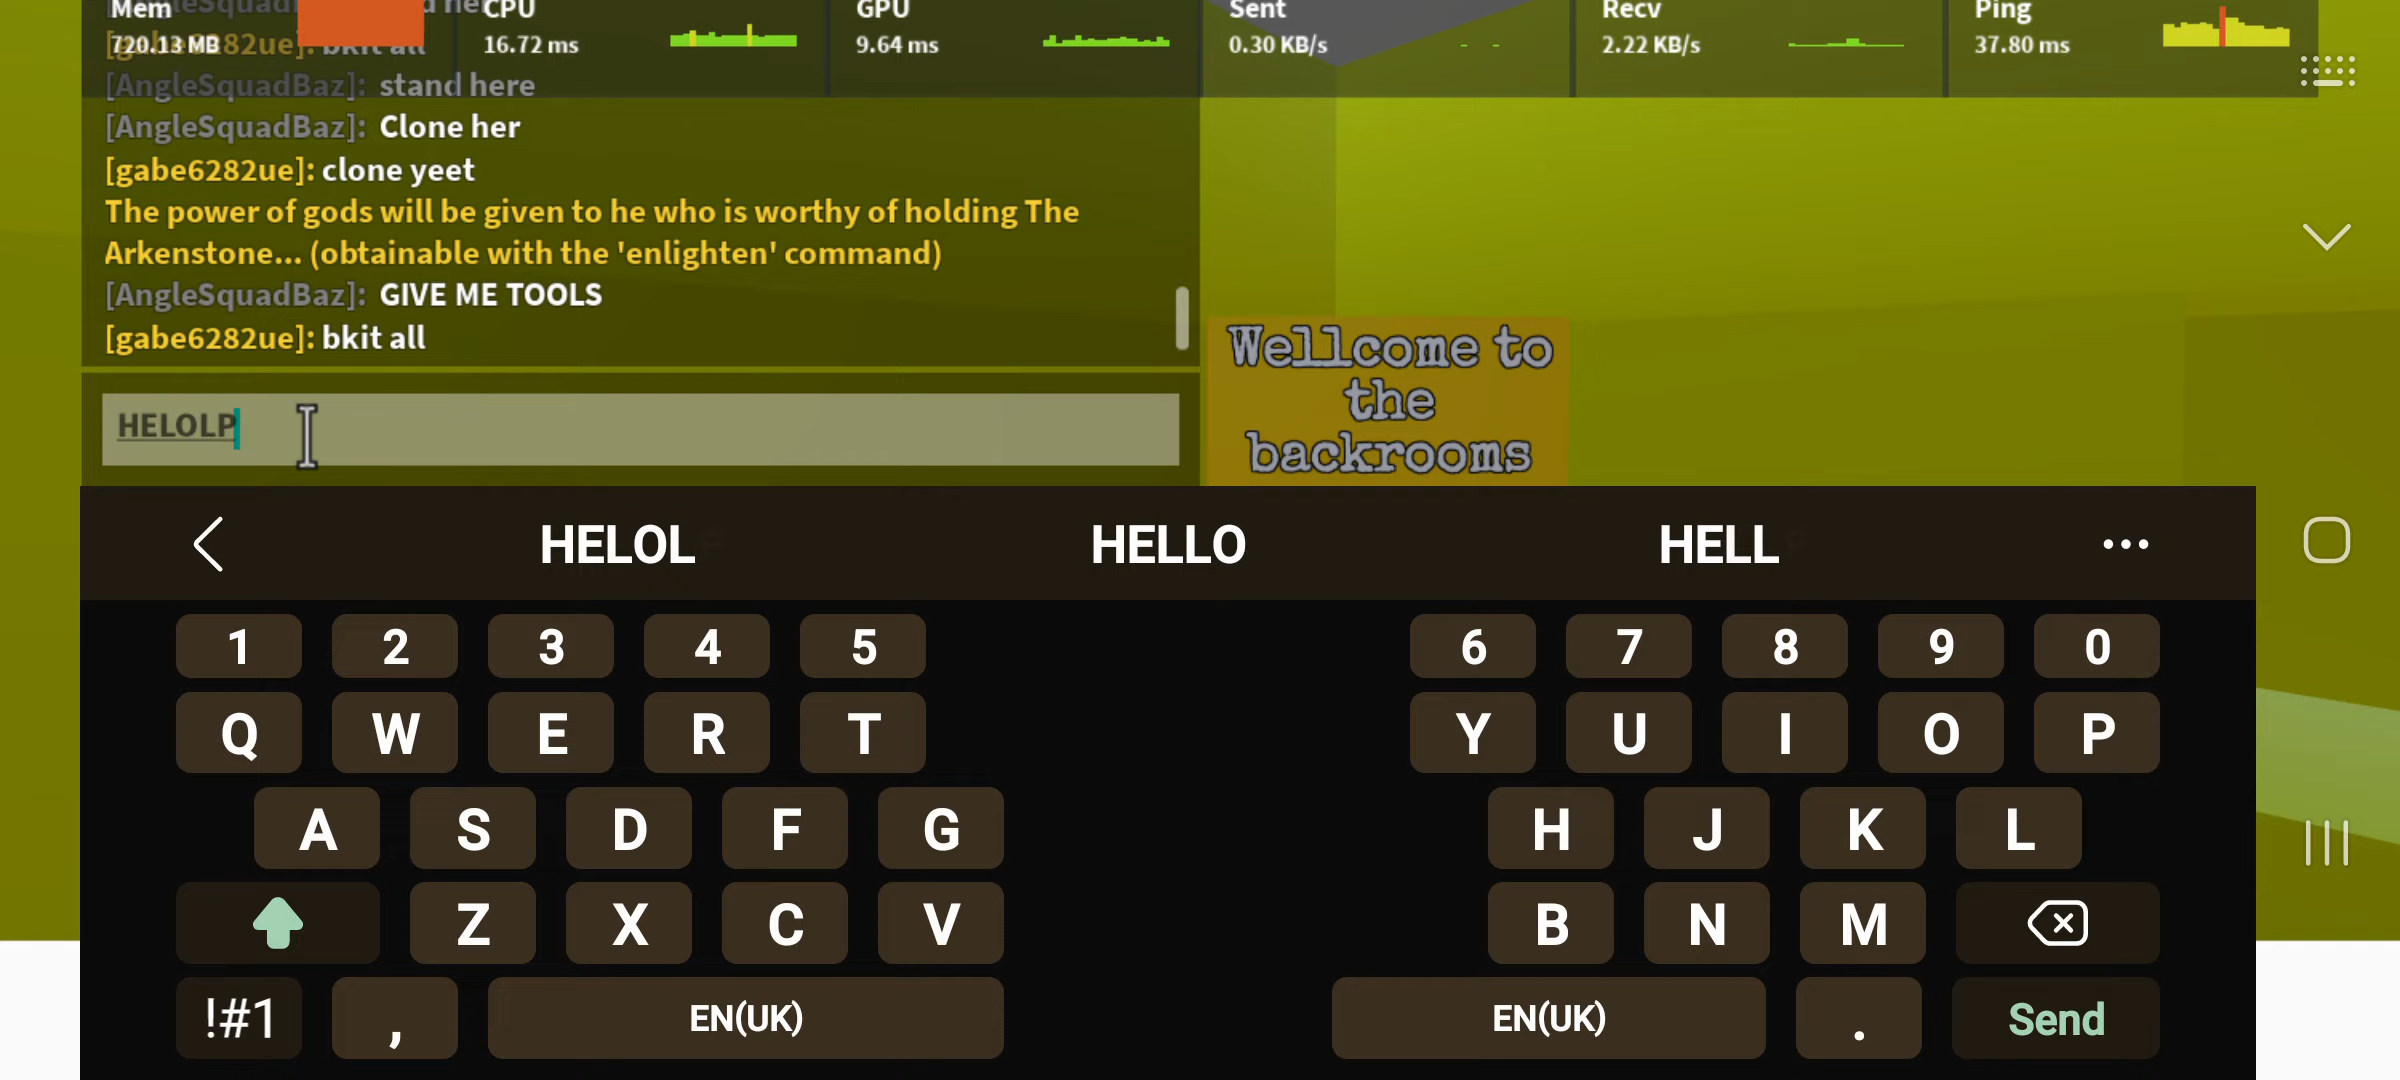 Mem
CPU
GPU
Sent
Recv
Ping
720.13 MB
16.72 ms
9.64 ms
0.30 KB/s
2.22 KB/s
37.80 ms
[gabe6282ue]: bkit all
[AngleSquadBaz]: stand here
[AngleSquadBaz]: Clone her
[gabe6282ue]: clone yeet
The power of gods will be given to he who is worthy of holding The
Arkenstone... (obtainable with the 'enlighten' command)
[AngleSquadBaz]: GIVE ME TOOLS
[gabe6282ue]: bkit all
HELOLP
Wellcome to
the
backrooms
HELOL HELLO HELL ...
1 2 3 4 5 6 7 8 9 0
Q W E R T Y U I O P
A S D F G H J K L
Z X C V B N M
!#1 , EN(UK) EN(UK) . Send